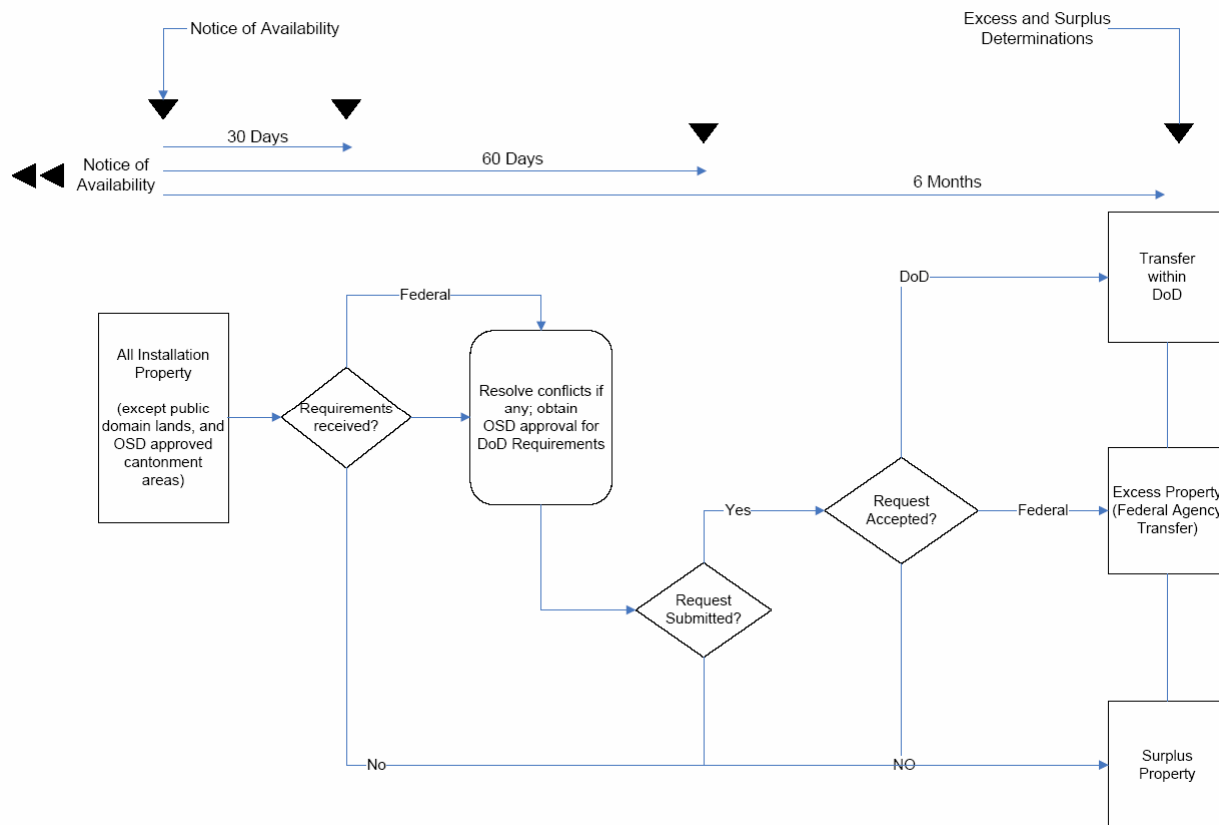 Notice of Availability
Excess and Surplus
Determinations
30 Days
60 Days
6 Months
Notice of
Availability
DoD
Transfer
within
DoD
Federal
All Installation
Property
(except public
domain lands, and
OSD approved
cantonment
areas)
Requirements
received?
Resolve conflicts if
any; obtain
OSD approval for
DoD Requirements
Yes
Request
Accepted?
Federal
Excess Property
(Federal Agency
Transfer)
Request
Submitted?
No
NO
Surplus
Property